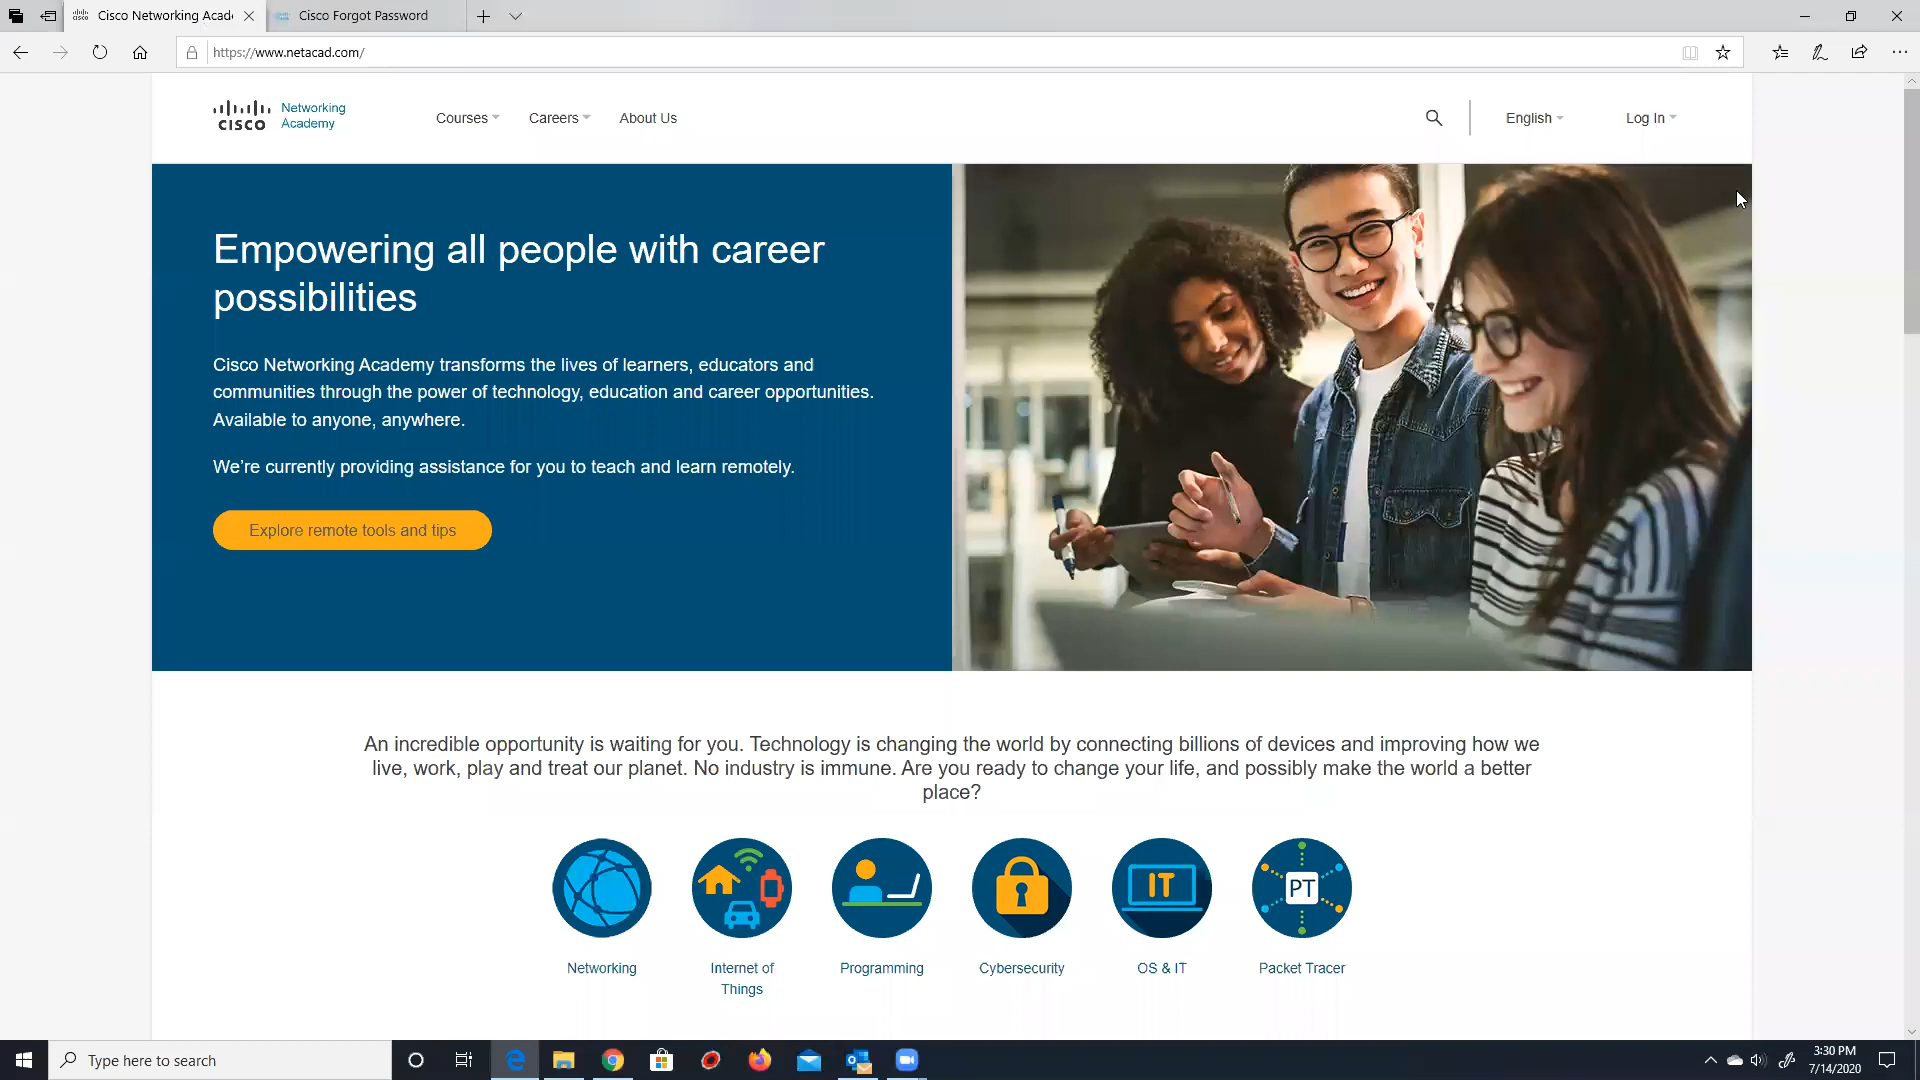 Cisco Networking Acad
Cisco Forgot Password
https://www.netacad.com/
CISCO
Networking
Academy
Courses
Careers
About Us
English
Log In
Empowering all people with career
possibilities
Cisco Networking Academy transforms the lives of learners, educators and
communities through the power of technology, education and career opportunities.
Available to anyone, anywhere.
We're currently providing assistance for you to teach and learn remotely.
Explore remote tools and tips
An incredible opportunity is waiting for you. Technology is changing the world by connecting billions of devices and improving how we
live, work, play and treat our planet. No industry is immune. Are you ready to change your life, and possibly make the world a better
place?
IT
PT
Networking
Internet of
Things
Programming
Cybersecurity
OS & IT
Packet Tracer
Type here to search
3:30 PM
7/14/2020